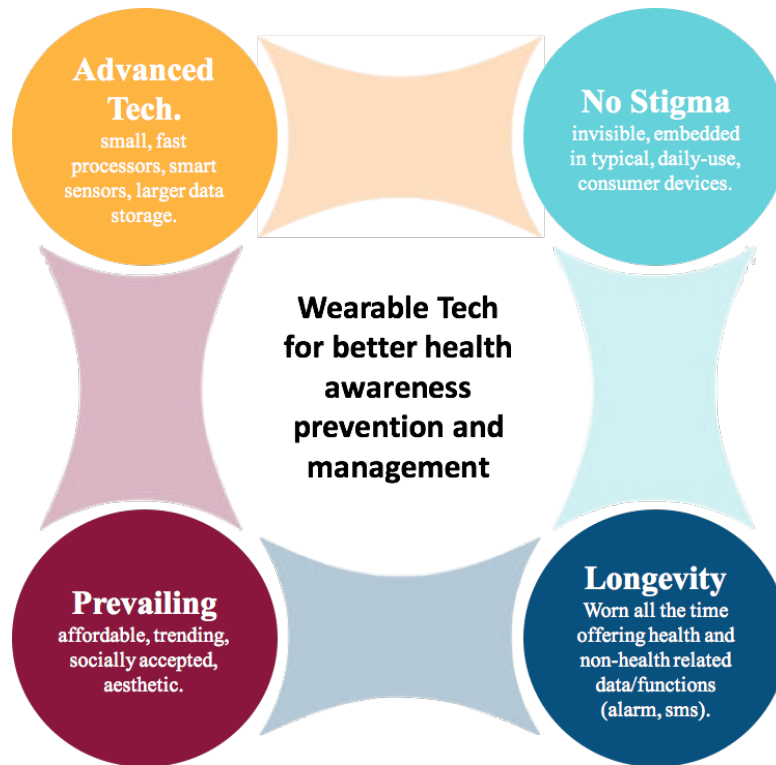 Advanced
Tech.
small, fast
processors, smart
sensors, larger data
storage.
No Stigma
invisible, embedded
in typical, daily-use,
consumer devices.
Wearable Tech
for better health
awareness
prevention and
management
Prevailing
affordable, trending,
socially accepted,
aesthetic.
Longevity
Worn all the time
offering health and
non-health related
data/functions
(alarm, sms).